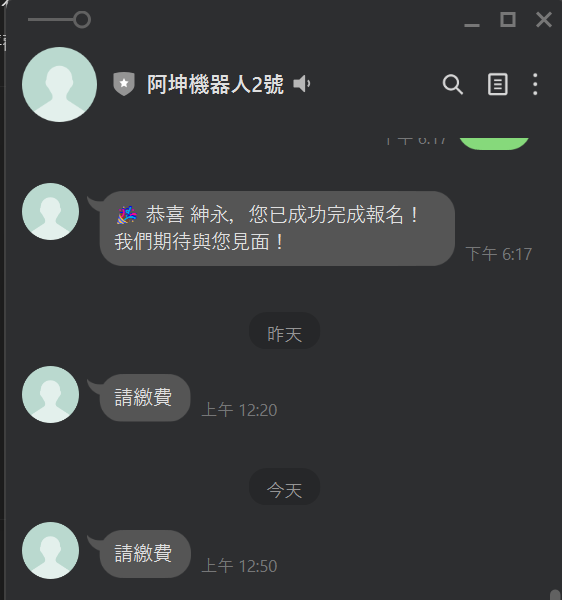 阿坤機器人2號
下午 6:17
恭喜 紳永，您已成功完成報名！
我們期待與您見面！
下午 6:17
昨天
請繳費
上午 12:20
今天
請繳費
上午 12:50